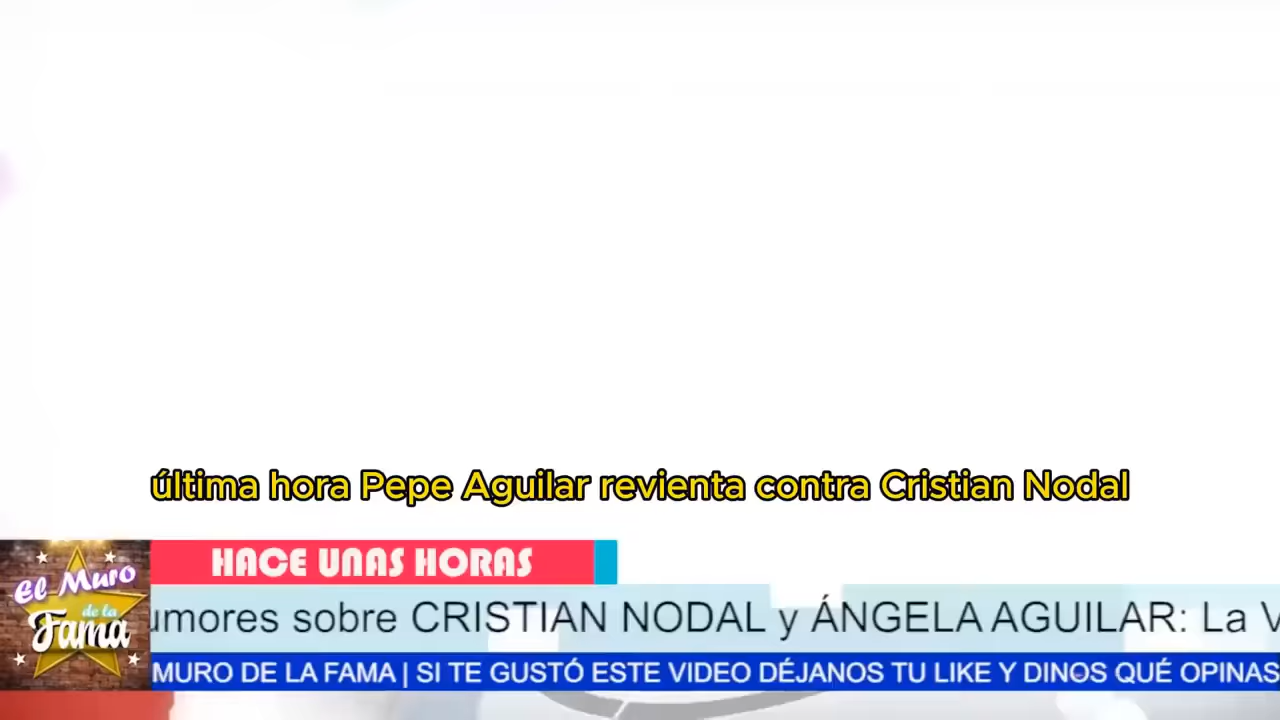 última hora Pepe Aguilar revienta contra Cristian Nodal
HACE UNAS HORAS
El Muro
de la
Fama
umores sobre CRISTIAN NODAL y ÁNGELA AGUILAR: La V
MURO DE LA FAMA | SI TE GUSTÓ ESTE VIDEO DÉJANOS TU LIKE Y DINOS QUÉ OPINAS